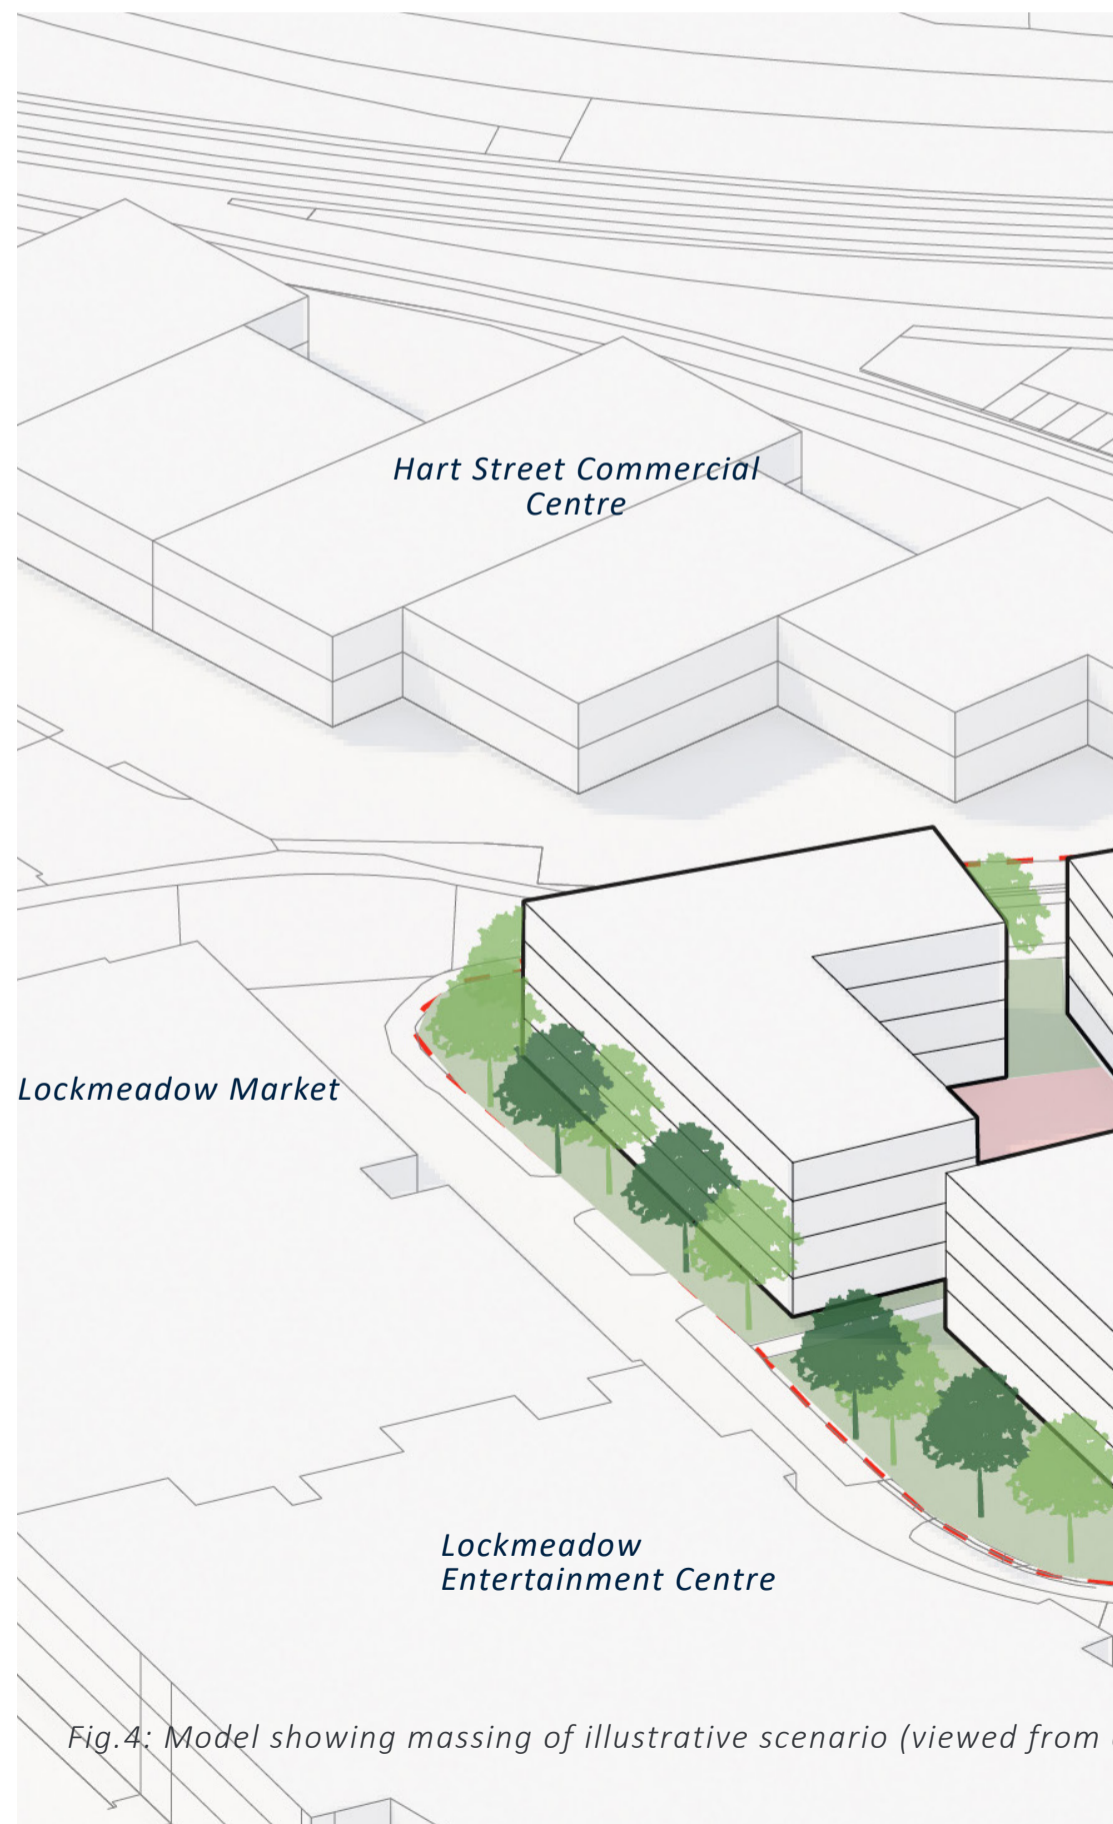 Hart Street Commercial
Centre
Lockmeadow Market
Lockmeadow
Entertainment Centre
Fig.4: Model showing massing of illustrative scenario (viewed from